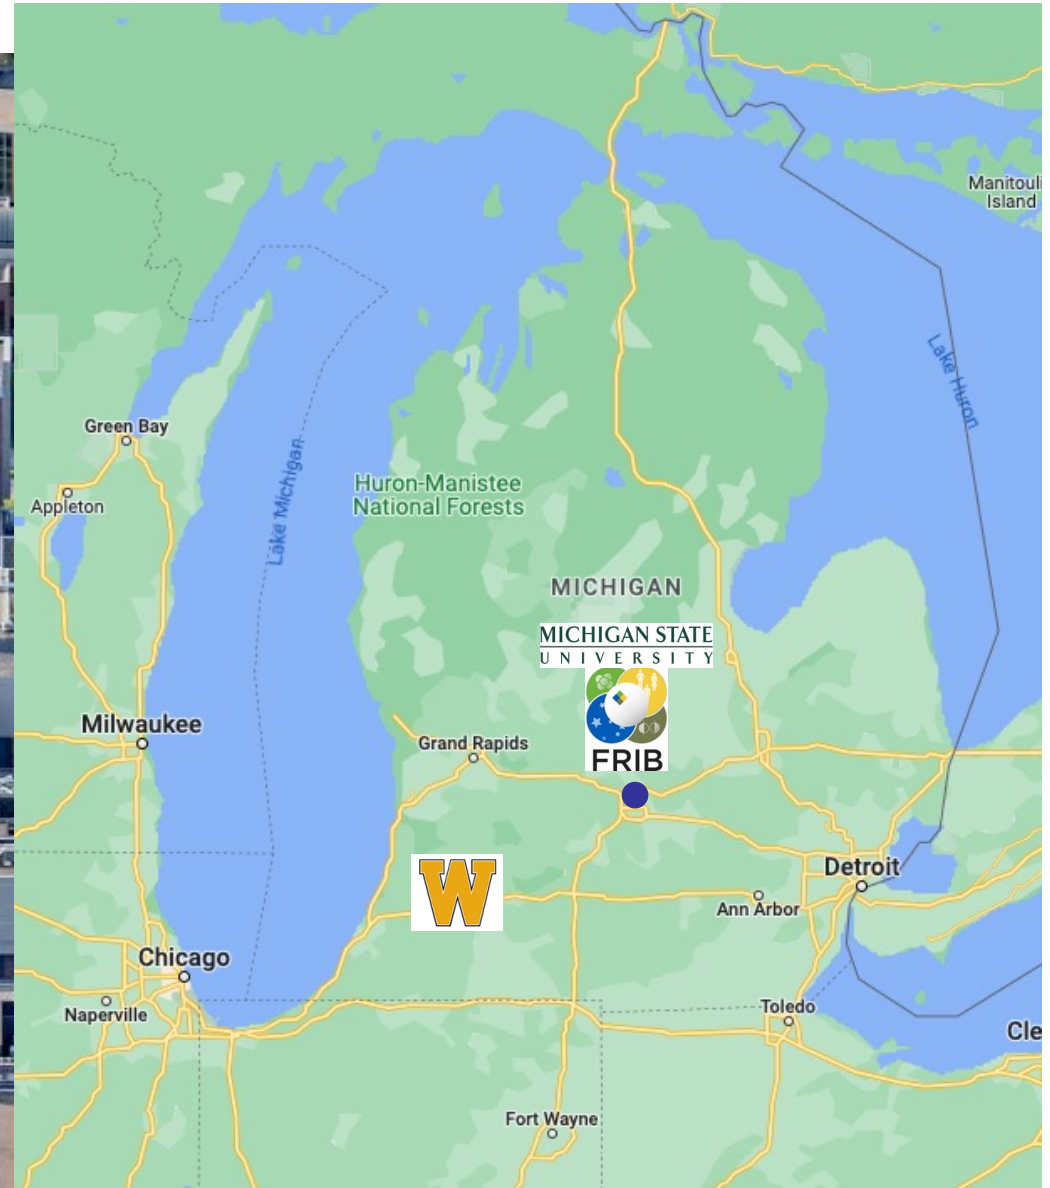 Manitouli
Island
Lake Huron
Green Bay
Lake Michigan
Appleton
Huron-Manistee
National Forests
MICHIGAN
MICHIGAN STATE
UNIVERSITY
Milwaukee
Grand Rapids
FRIB
W
Detroit
Ann Arbor
Chicago
Naperville
Toledo
Cle
Fort Wayne